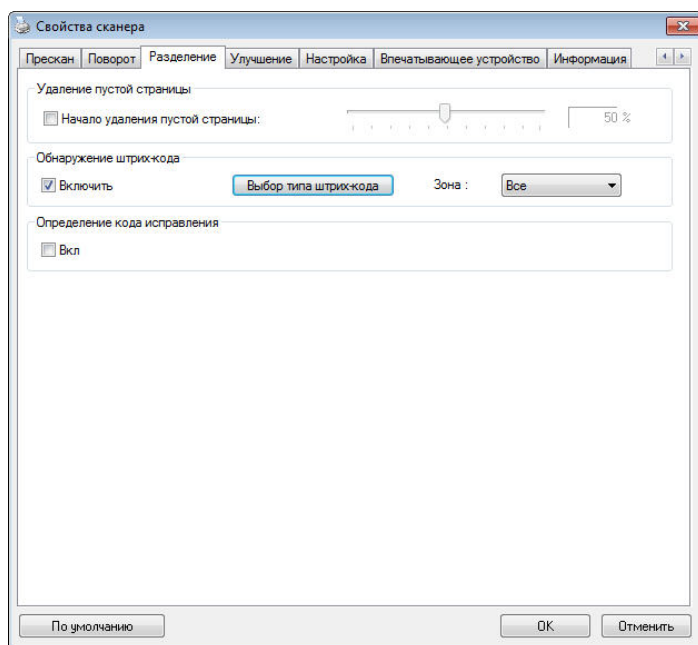 Свойства сканера
Прескан Поворот Разделение Улучшение Настройка Впечатывающее устройство Информация
Удаление пустой страницы
Начало удаления пустой страницы: 50 %
Обнаружение штрих-кода
Включить Выбор типа штрих-кода Зона : Все
Определение кода исправления
Вкл
По умолчанию OK Отменить